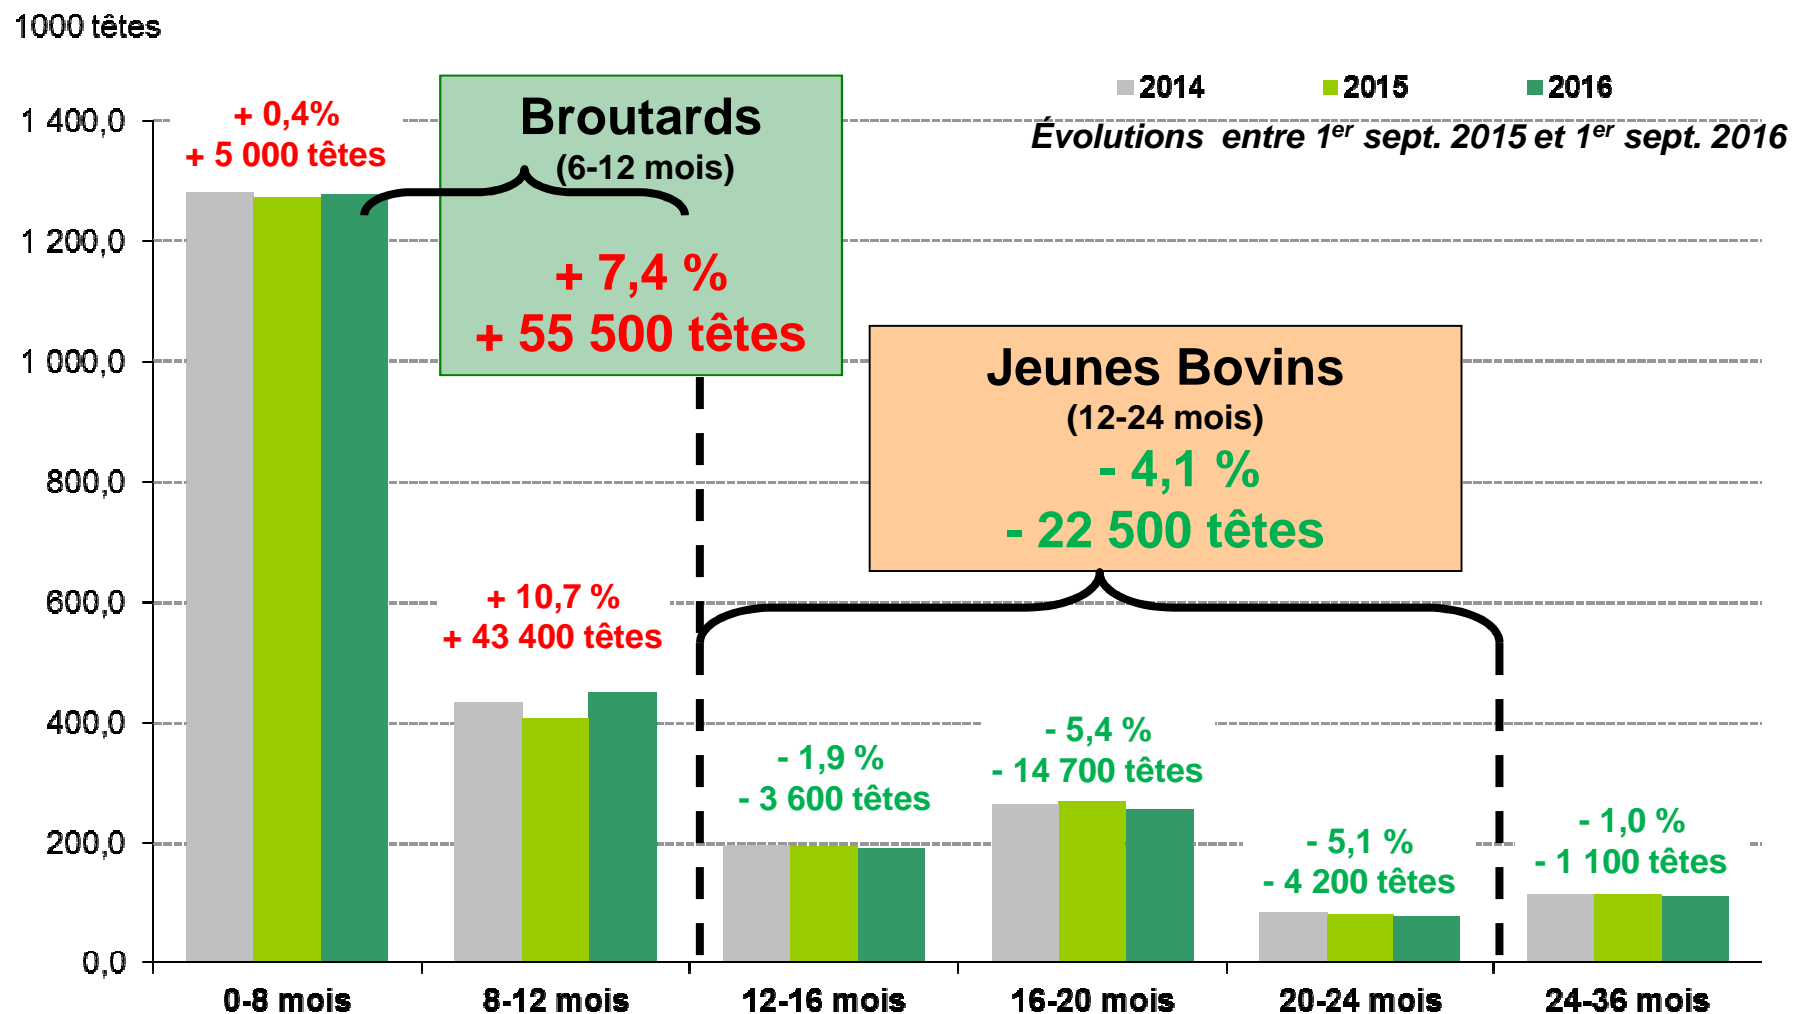 1000 têtes
2014
2015
2016
Évolutions entre 1er sept. 2015 et 1er sept. 2016
1 400,0
1 200,0
1 000,0
800,0
600,0
400,0
200,0
0,0
+ 0,4%
+ 5 000 têtes
Broutards
(6-12 mois)
+ 7,4 %
+ 55 500 têtes
Jeunes Bovins
(12-24 mois)
- 4,1 %
- 22 500 têtes
+ 10,7 %
+ 43 400 têtes
- 1,9 %
- 3 600 têtes
- 5,4 %
- 14 700 têtes
- 5,1 %
- 4 200 têtes
- 1,0 %
- 1 100 têtes
0-8 mois
8-12 mois
12-16 mois
16-20 mois
20-24 mois
24-36 mois